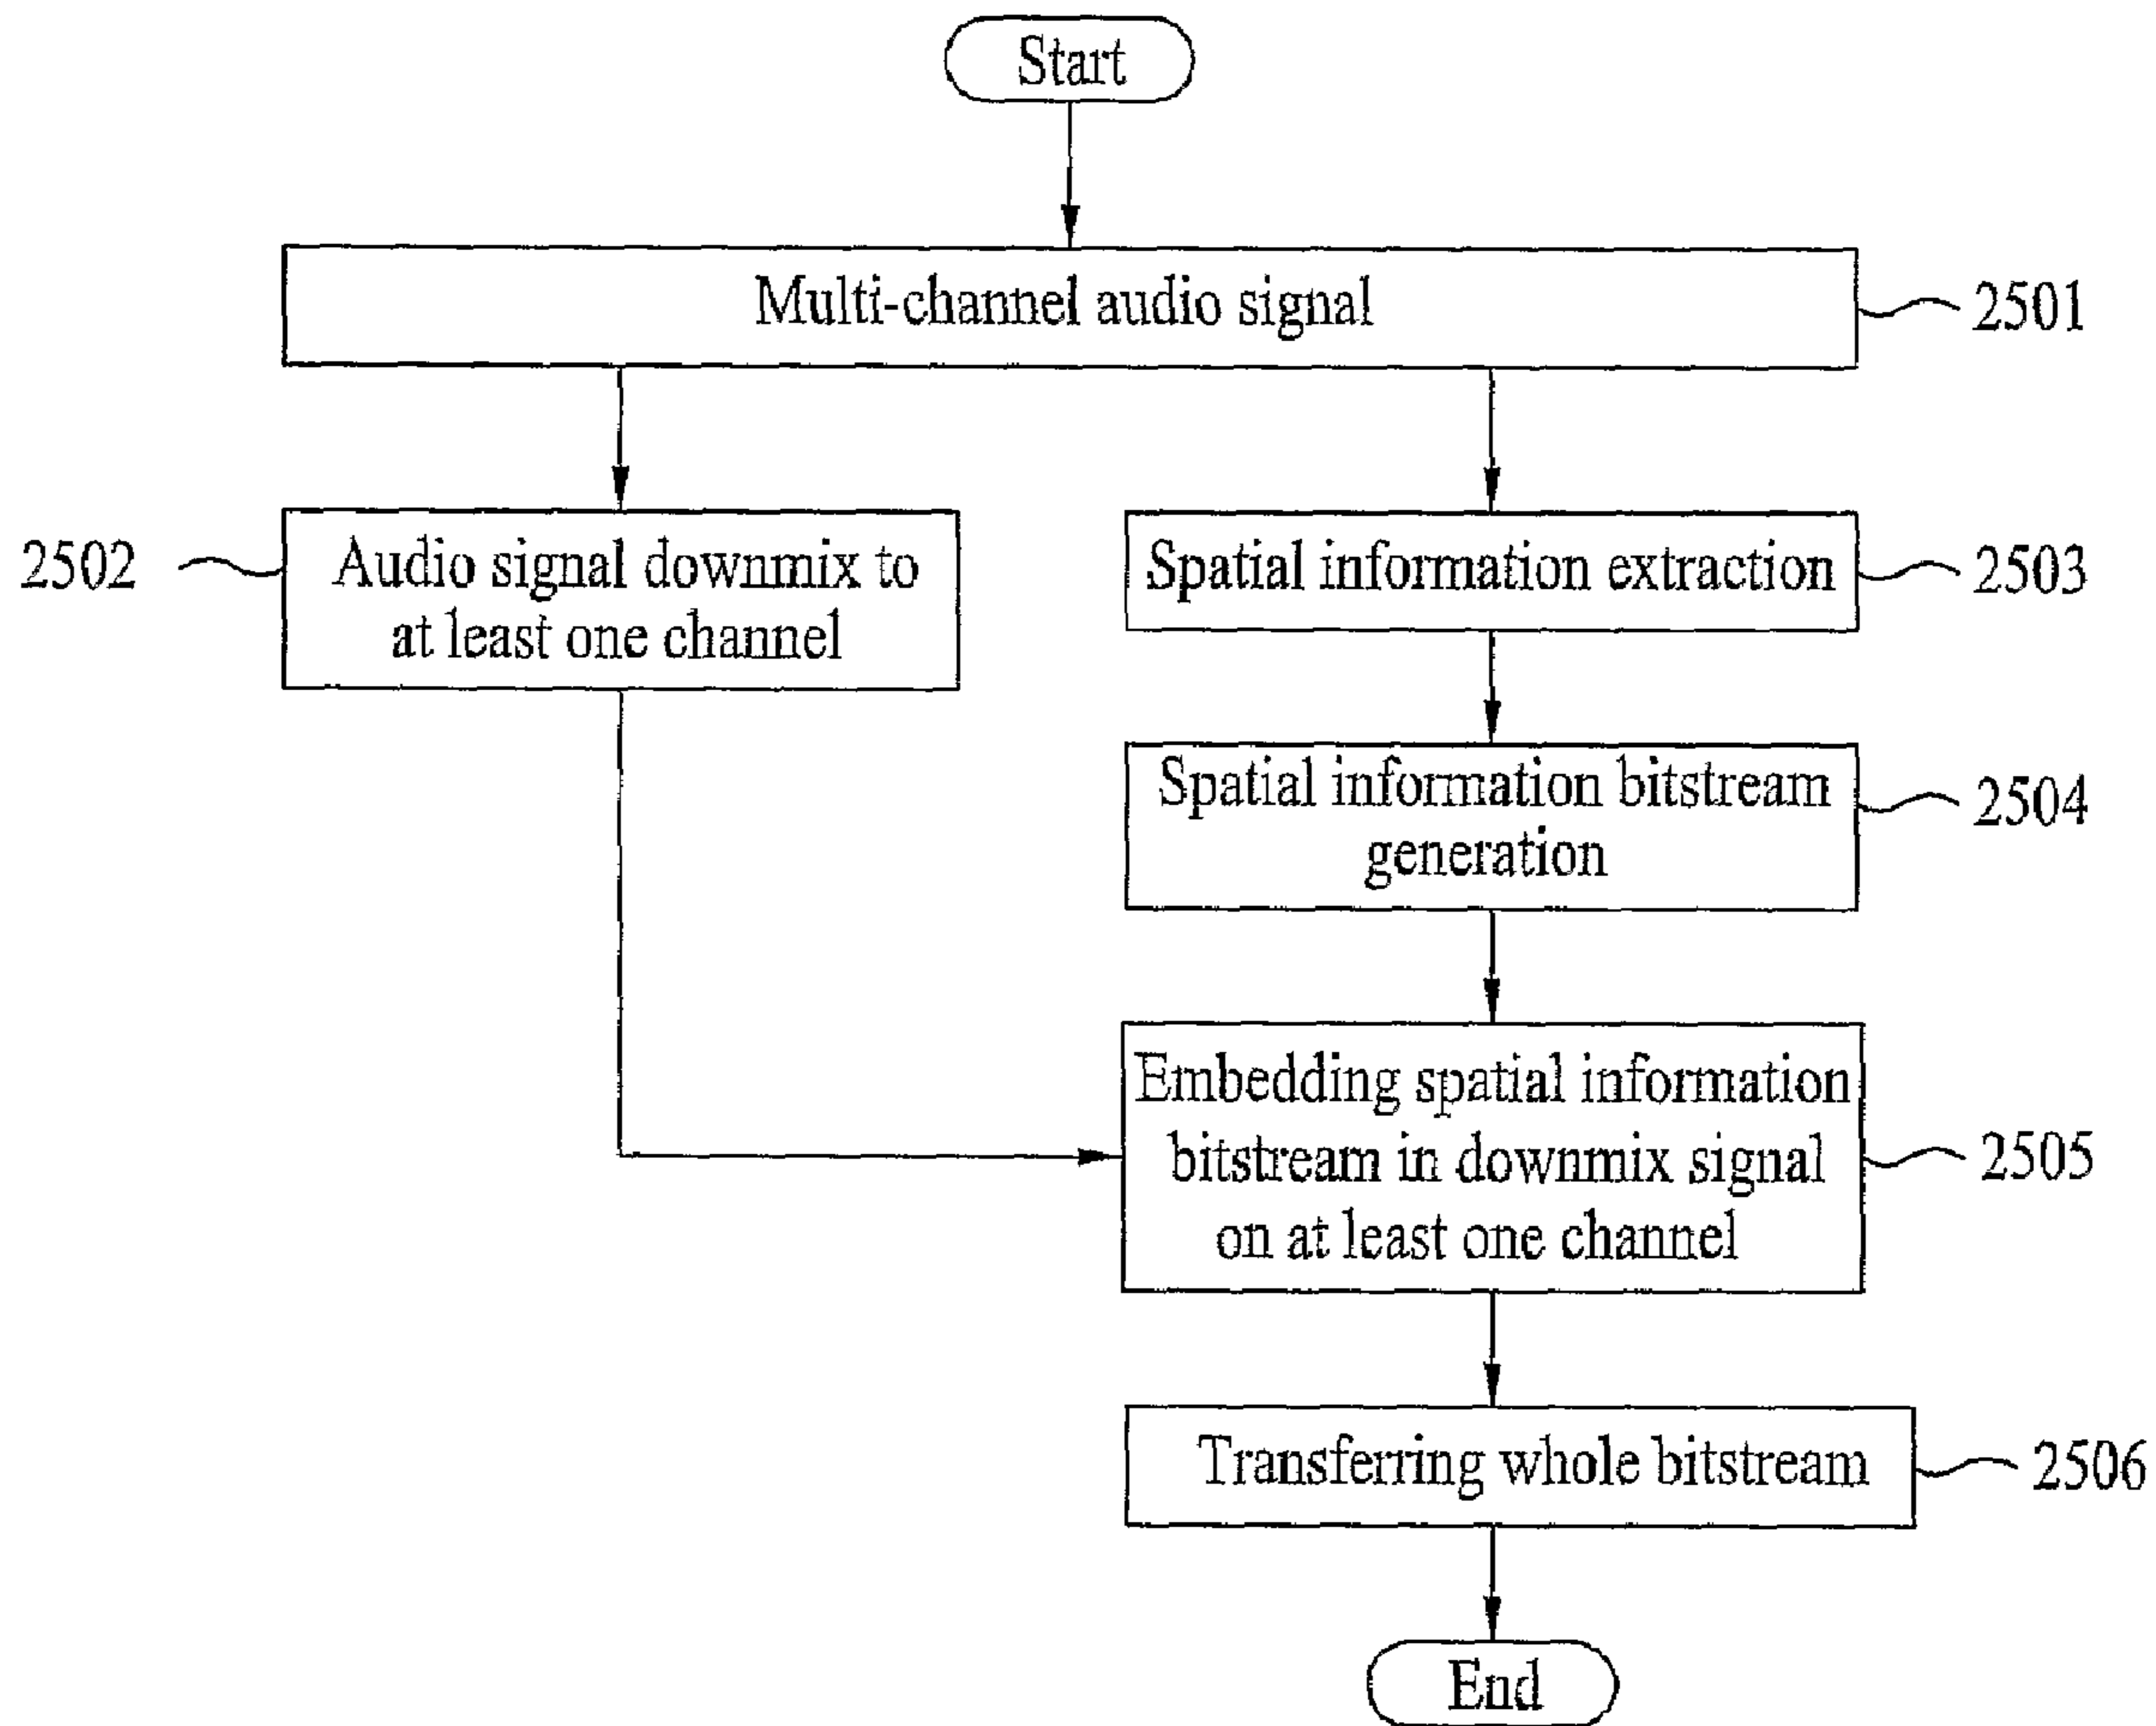 Start
Multi-channel audio signal
2501
2502
Audio signal downmix to
at least one channel
Spatial information extraction
2503
Spatial information bitstream
generation
2504
Embedding spatial information
bitstream in downmix signal
on at least one channel
2505
Transferring whole bitstream
2506
End